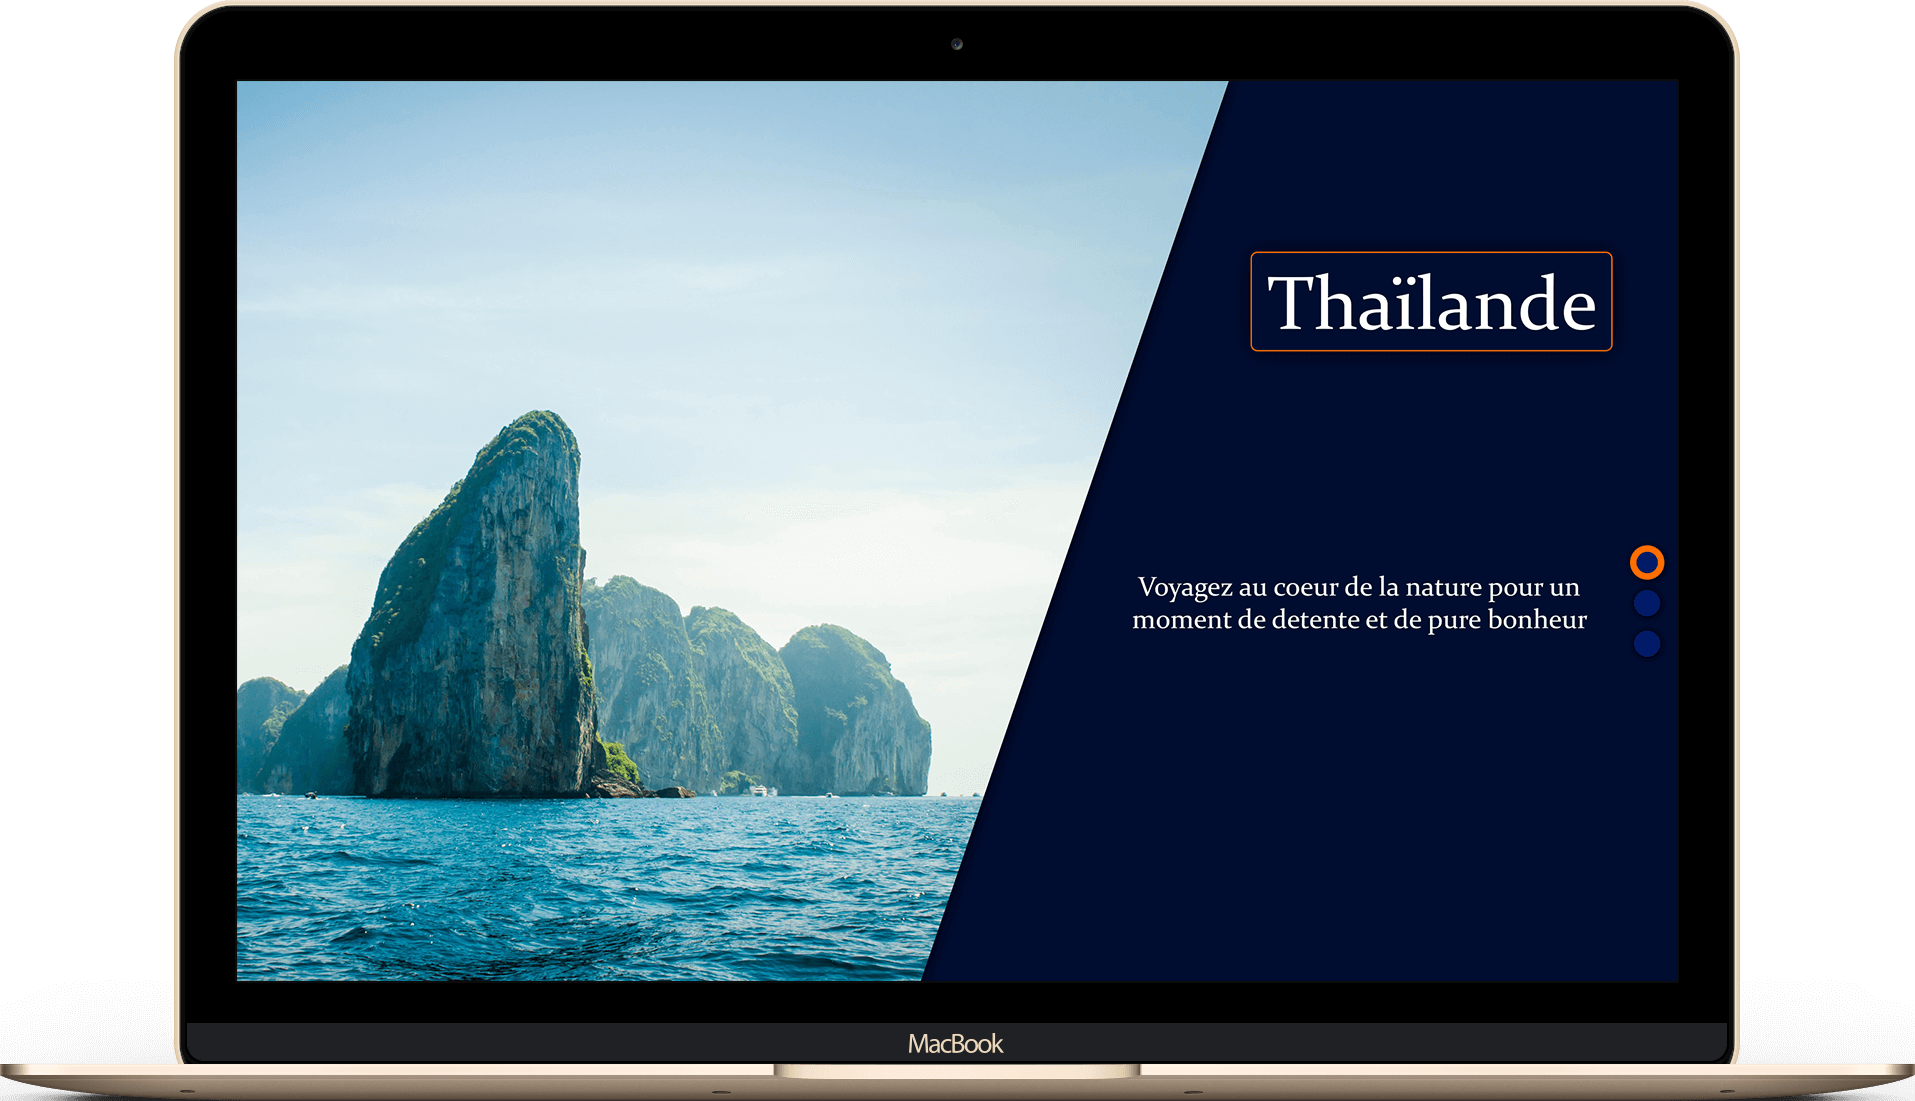 Thaïlande
Voyagez au coeur de la nature pour un
moment de detente et de pure bonheur
MacBook